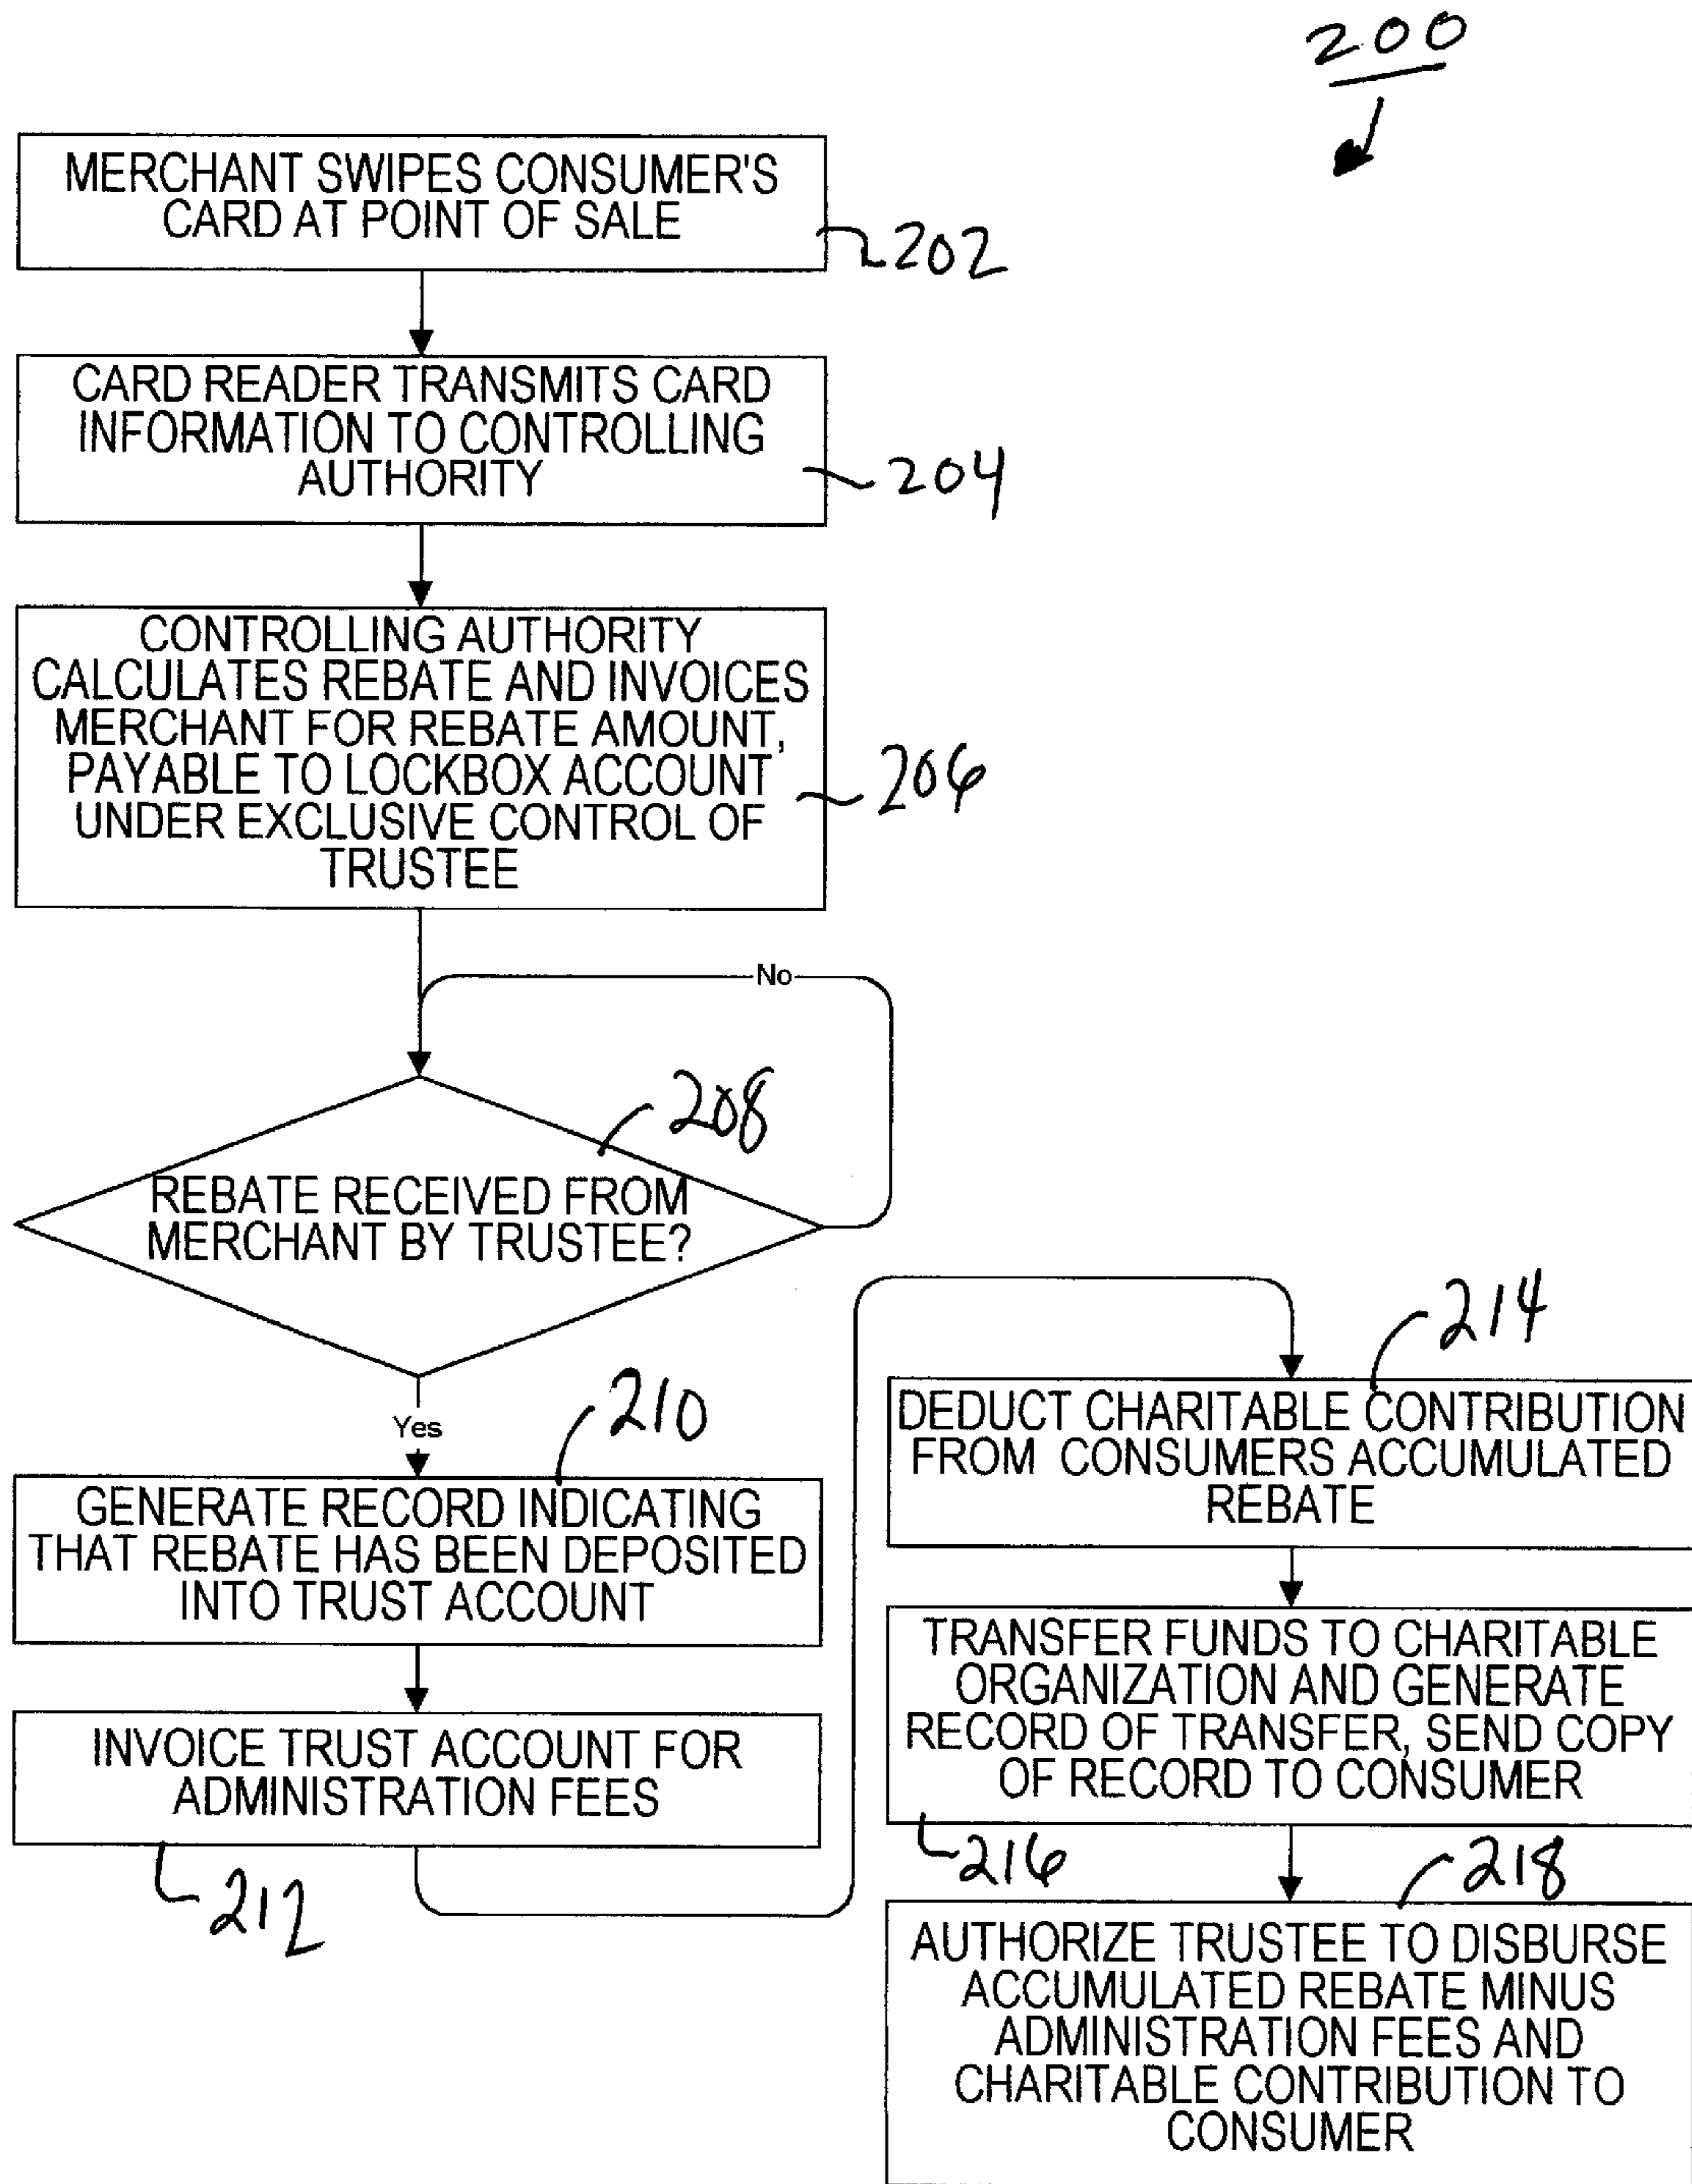 200
MERCHANT SWIPES CONSUMER'S
CARD AT POINT OF SALE
202
CARD READER TRANSMITS CARD
INFORMATION TO CONTROLLING
AUTHORITY
204
CONTROLLING AUTHORITY
CALCULATES REBATE AND INVOICES
MERCHANT FOR REBATE AMOUNT,
PAYABLE TO LOCKBOX ACCOUNT
UNDER EXCLUSIVE CONTROL OF
TRUSTEE
206
No
208
REBATE RECEIVED FROM
MERCHANT BY TRUSTEE?
Yes
210
GENERATE RECORD INDICATING
THAT REBATE HAS BEEN DEPOSITED
INTO TRUST ACCOUNT
INVOICE TRUST ACCOUNT FOR
ADMINISTRATION FEES
212
214
DEDUCT CHARITABLE CONTRIBUTION
FROM CONSUMERS ACCUMULATED
REBATE
TRANSFER FUNDS TO CHARITABLE
ORGANIZATION AND GENERATE
RECORD OF TRANSFER, SEND COPY
OF RECORD TO CONSUMER
216
218
AUTHORIZE TRUSTEE TO DISBURSE
ACCUMULATED REBATE MINUS
ADMINISTRATION FEES AND
CHARITABLE CONTRIBUTION TO
CONSUMER